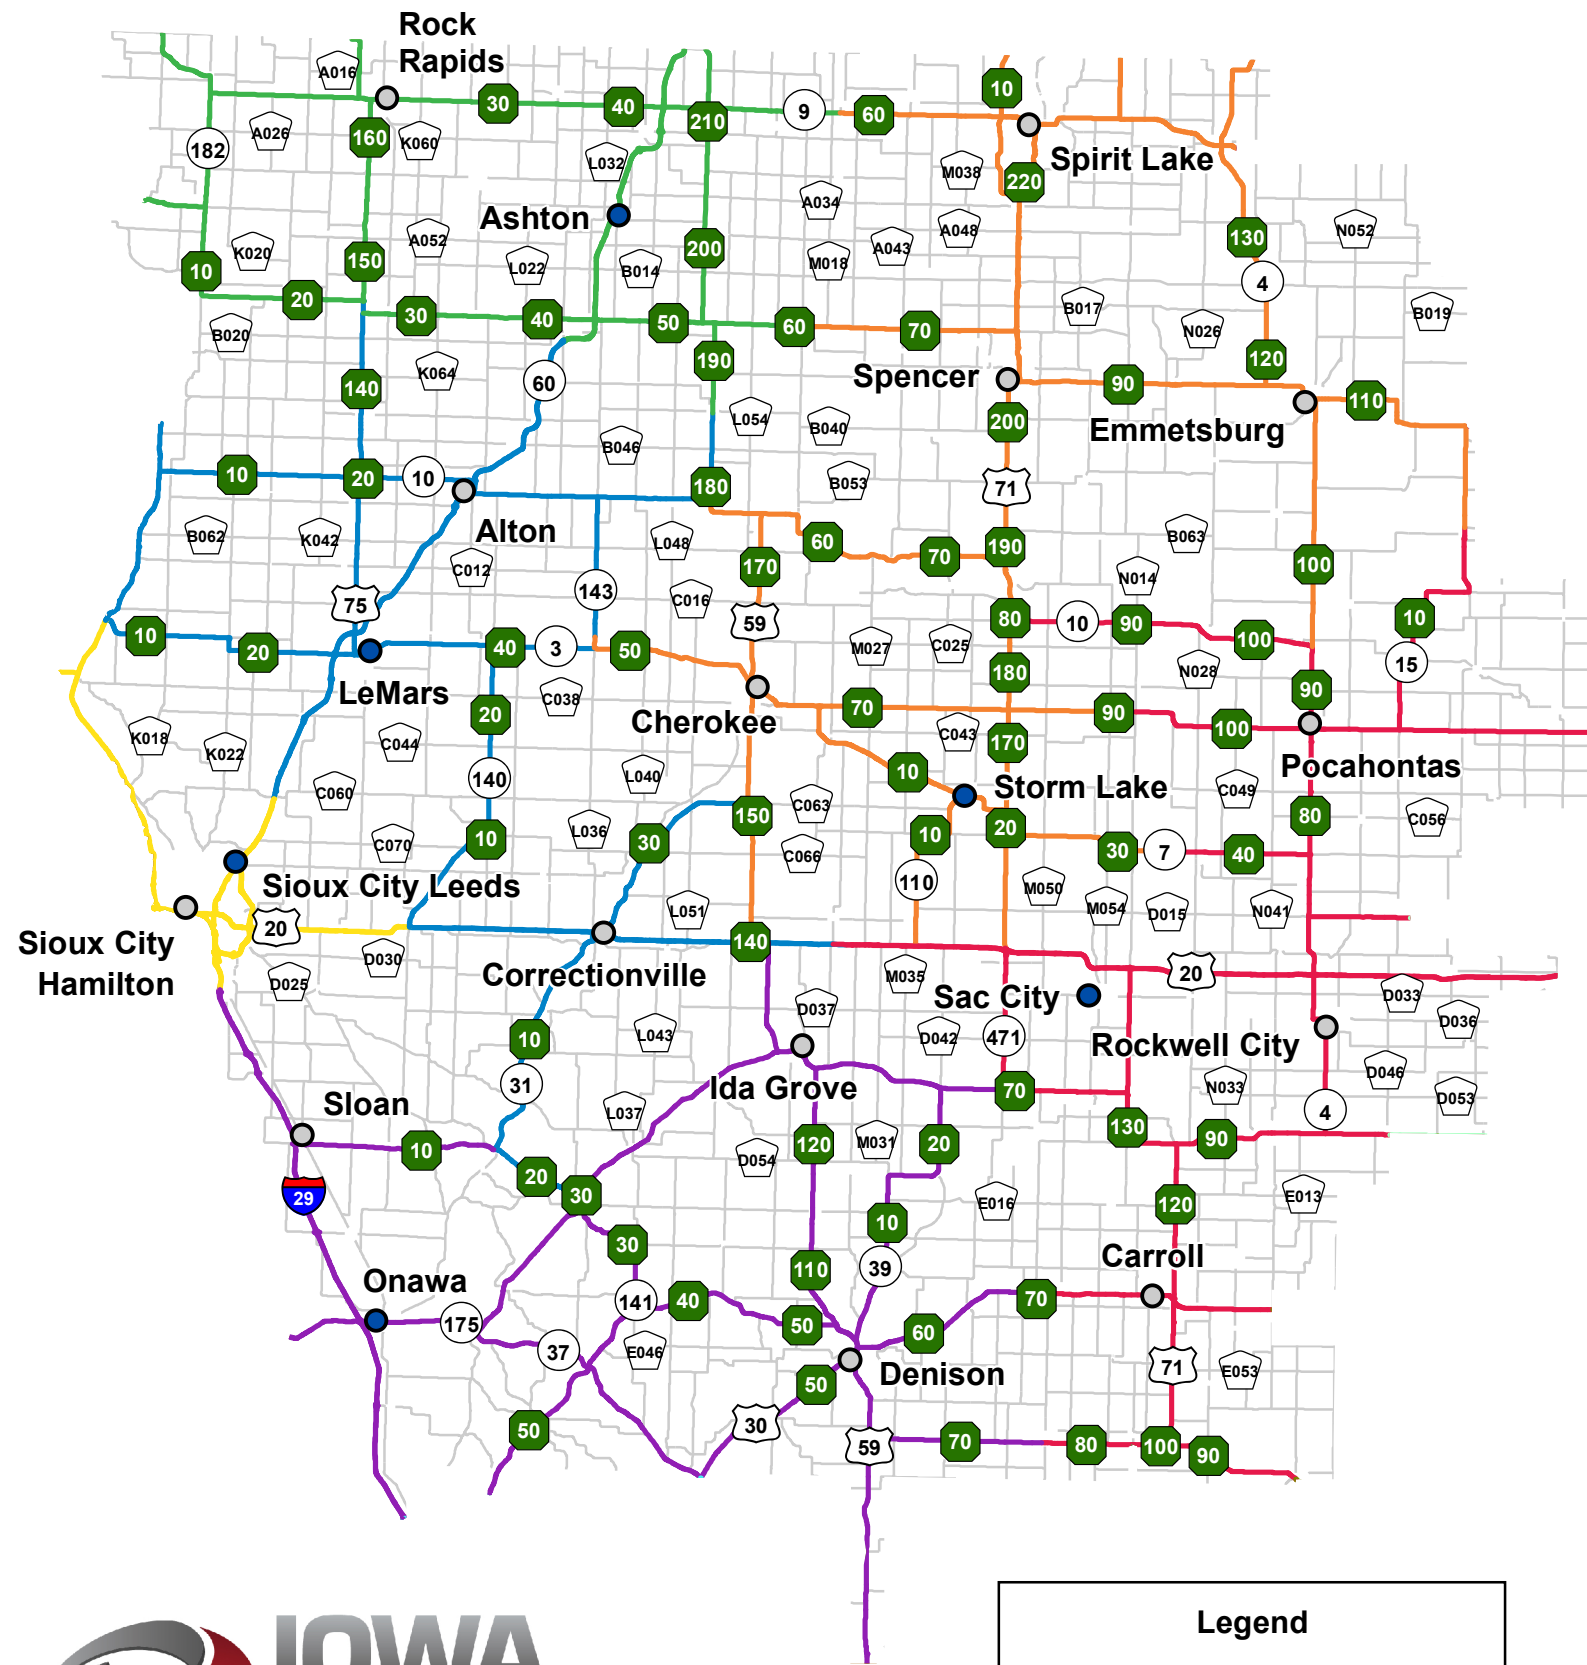 Rock
Rapids
A016
10
30
40
9
60
210
A026
160
K060
182
Spirit Lake
L032
M038
220
A034
Ashton
A048
N052
A052
130
K020
A043
200
150
L022
B014
M018
10
4
20
B017
B019
30
40
50
60
70
N026
B020
190
120
K064
60
Spencer
90
140
110
L054
200
B040
Emmetsburg
B046
10
20
10
B053
180
71
Alton
B062
K042
L048
60
190
B063
70
C012
170
100
N014
143
C016
75
80
10
90
10
59
10
100
M027
C025
20
40
3
50
15
180
N028
LeMars
90
C038
20
Cherokee
70
90
100
K018
C043
170
K022
C044
Pocahontas
L040
10
140
Storm Lake
C060
C049
C063
150
80
C056
L036
20
10
10
30
C070
30
7
40
C066
Sioux City Leeds
110
M050
L051
M054
D015
N041
20
Sioux City
140
D030
Hamilton
Correctionville
20
D025
M035
D033
Sac City
D037
D036
10
L043
D042
471
Rockwell City
D046
31
Ida Grove
N033
70
D053
Sloan
L037
4
130
90
120
M031
20
10
D054
20
29
30
E016
120
E013
10
30
Carroll
39
110
Onawa
141
40
70
175
50
60
37
E046
71
E053
Denison
50
30
50
59
70
80
100
90
IOWA
Legend